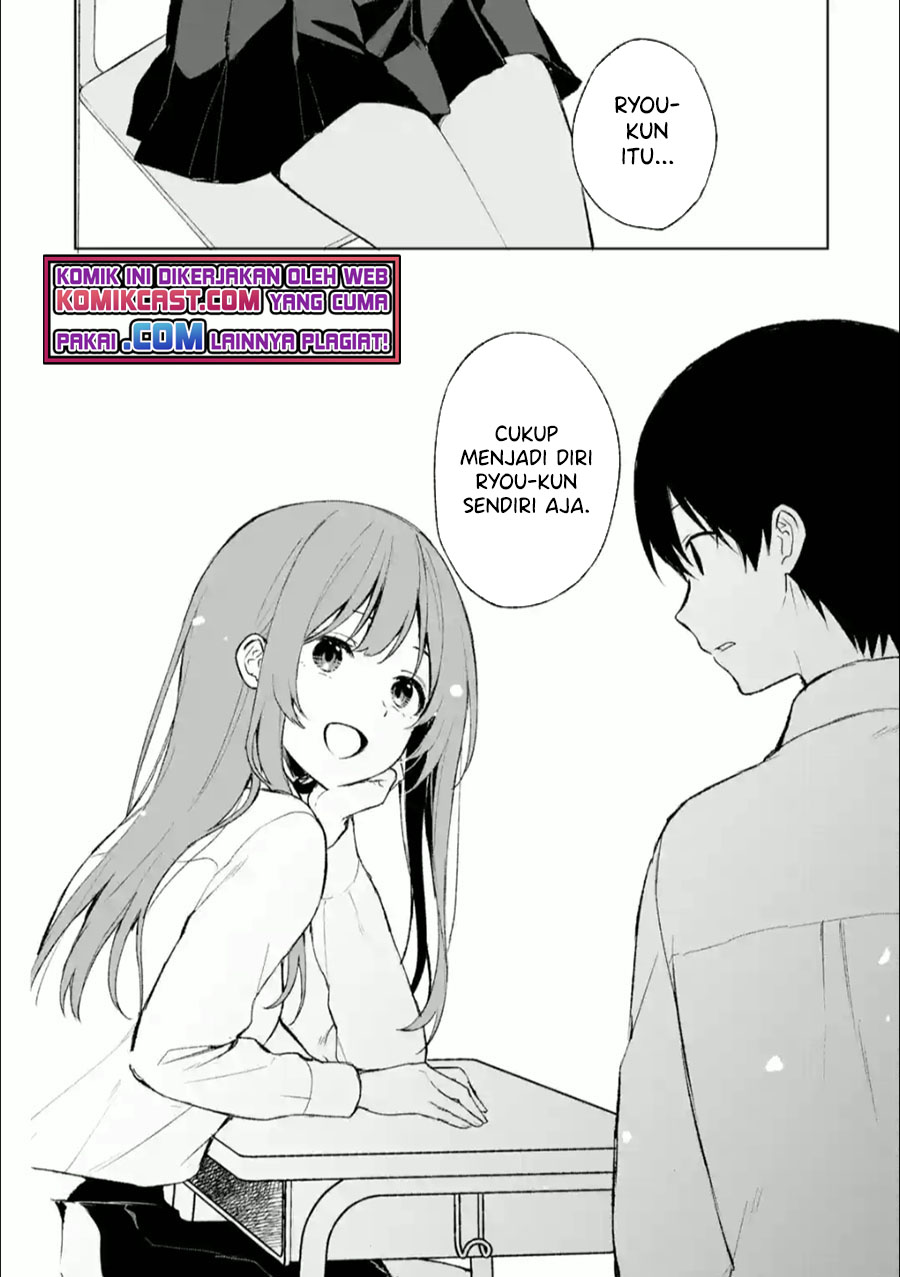 RYOU-
KUN
ITU...
KOMIK INI DIKERJAKAN OLEH WEB
KOMIKCAST.COM YANG CUMA
PAKAI .COM LAINNYA PLAGIAT!
CUKUP
MENJADI DIRI
RYOU-KUN
SENDIRI AJA.